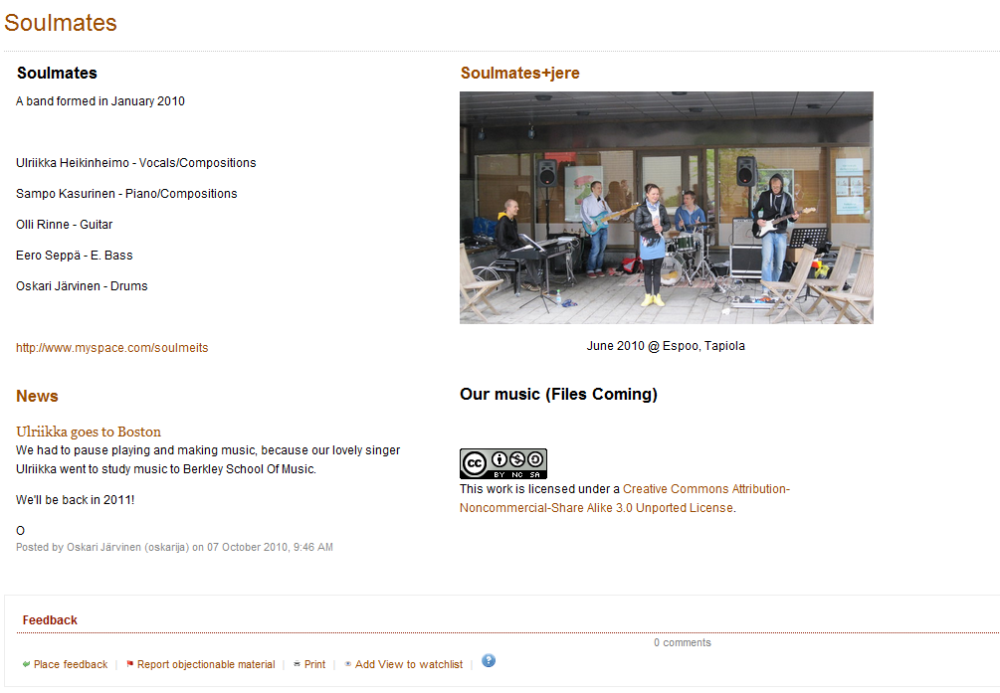 Soulmates
Soulmates
A band formed in January 2010
Ulriikka Heikinheimo - Vocals/Compositions
Sampo Kasurinen - Piano/Compositions
Olli Rinne - Guitar
Eero Seppä - E. Bass
Oskari Järvinen - Drums
http://www.myspace.com/soulmeits
News
Ulriikka goes to Boston
We had to pause playing and making music, because our lovely singer
Ulriikka went to study music to Berkley School Of Music.
We'll be back in 2011!
O
Posted by Oskari Järvinen (oskarija) on 07 October 2010, 9:46 AM
Soulmates+jere
June 2010 @ Espoo, Tapiola
Our music (Files Coming)
cc
BY NC SA
This work is licensed under a Creative Commons Attribution-
Noncommercial-Share Alike 3.0 Unported License.
Feedback
0 comments
Place feedback | Report objectionable material | Print | Add View to watchlist | ?